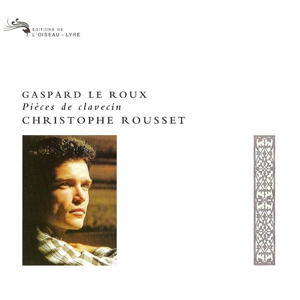 EDITIONS DE
L'OISEAU-LYRE
GASPARD LE ROUX
Pièces de clavecin
CHRISTOPHE ROUSSET